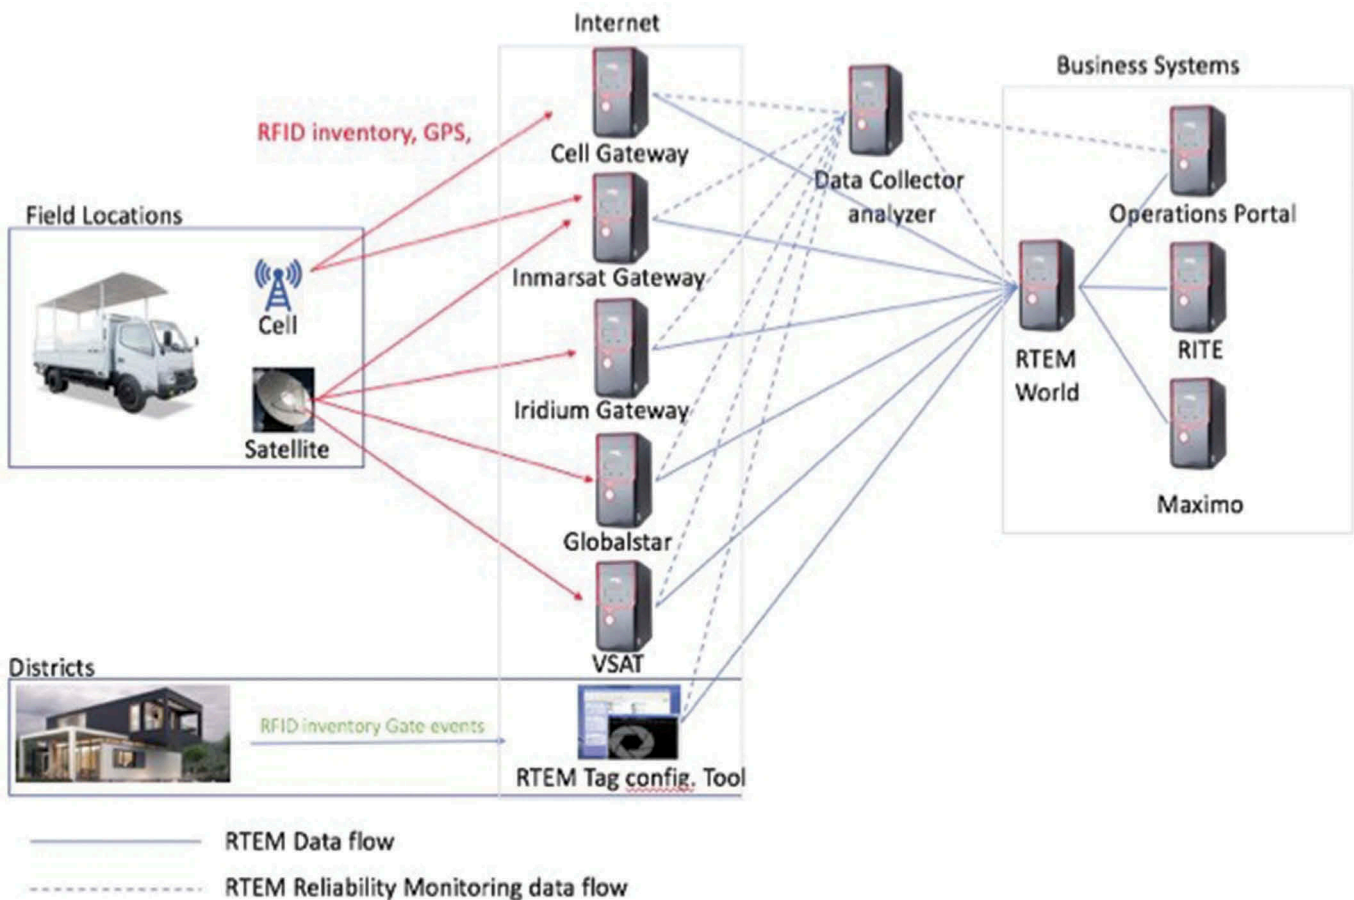 Internet
Business Systems
RFID inventory, GPS,
Cell Gateway
Data Collector
analyzer
Field Locations
Operations Portal
Inmarsat Gateway
Cell
RITE
RTEM
World
Iridium Gateway
Satellite
Maximo
Globalstar
VSAT
Districts
RFID inventory Gate events
RTEM Tag config. Tool
RTEM Data flow
RTEM Reliability Monitoring data flow